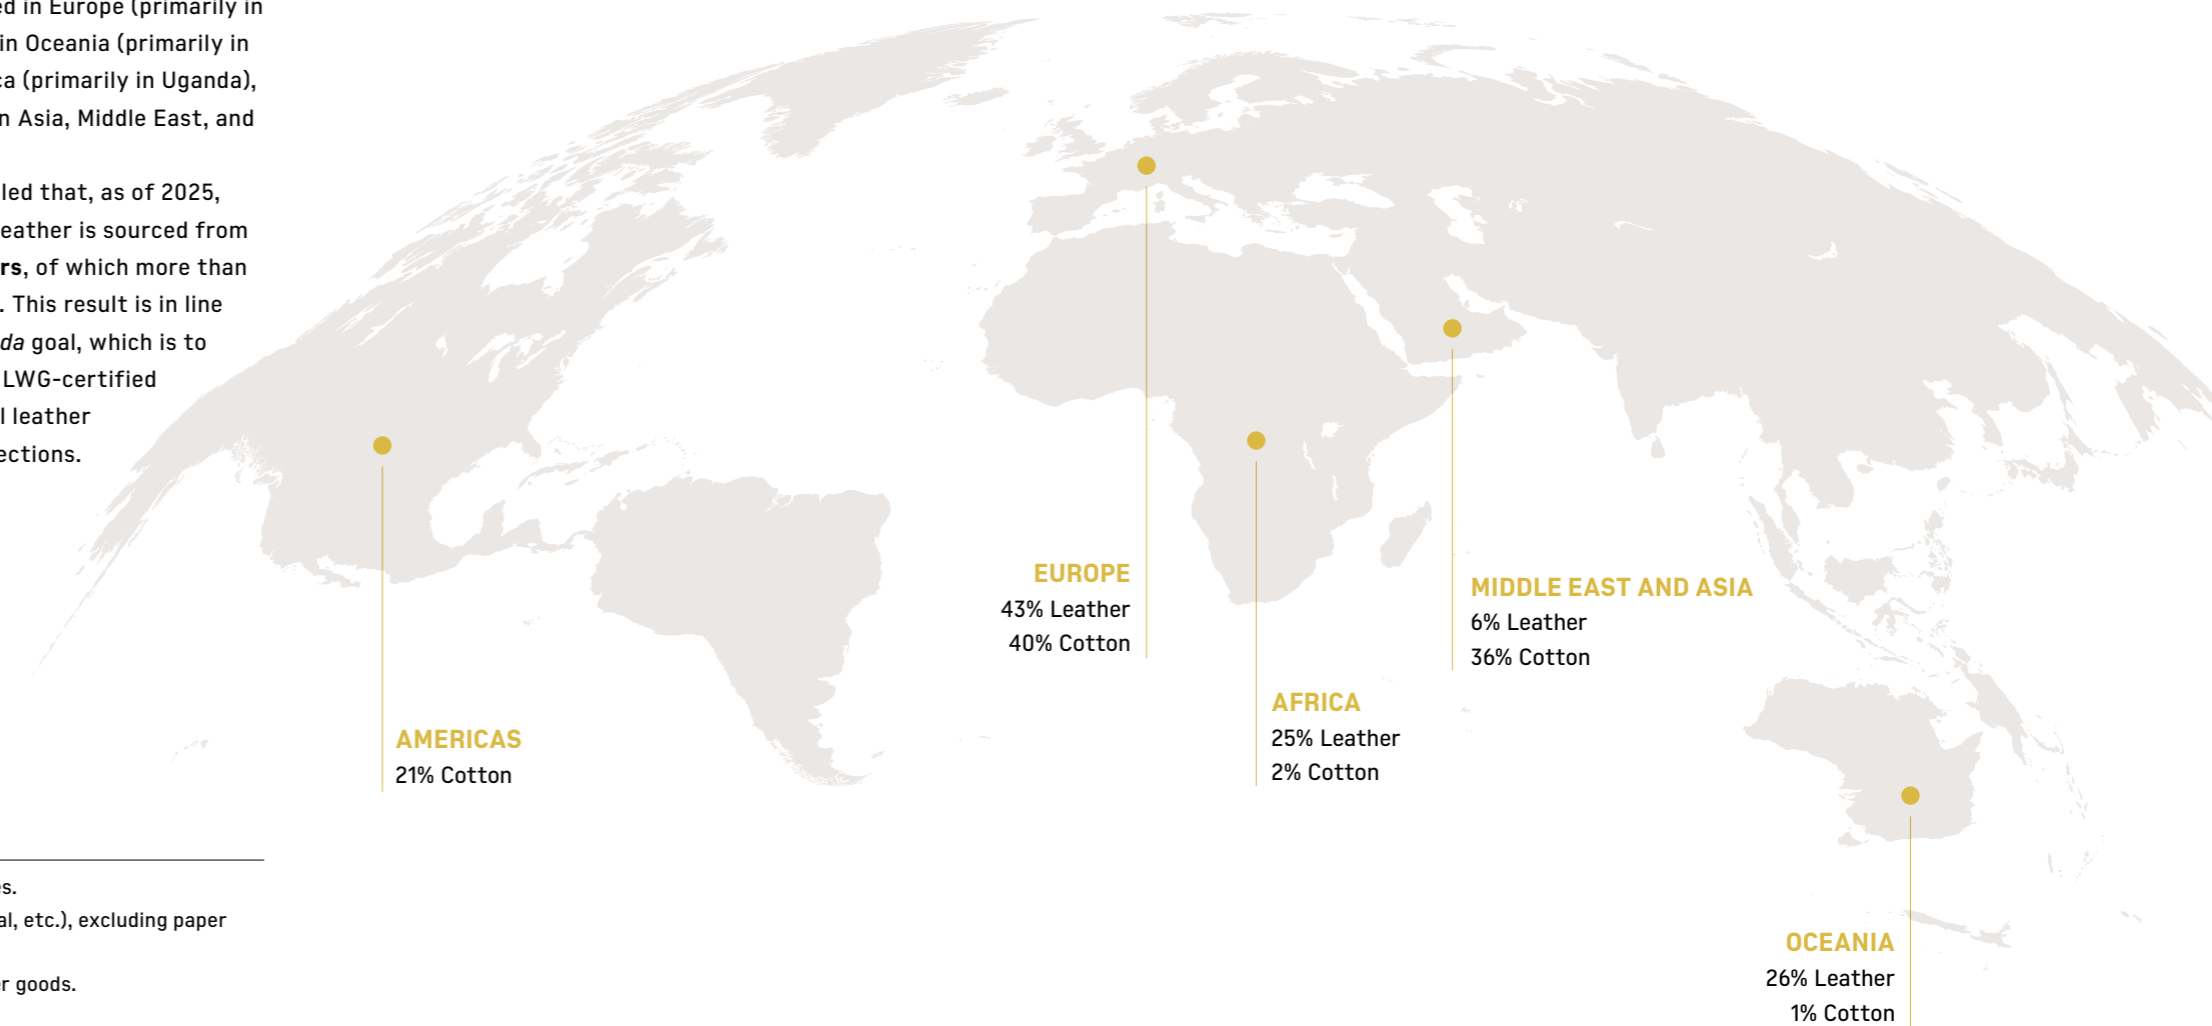 ed in Europe (primarily in
in Oceania (primarily in
ca (primarily in Uganda),
n Asia, Middle East, and
led that, as of 2025,
eather is sourced from
rs, of which more than
. This result is in line
da goal, which is to
LWG-certified
l leather
ections.
EUROPE
43% Leather
40% Cotton
MIDDLE EAST AND ASIA
6% Leather
36% Cotton
AFRICA
25% Leather
2% Cotton
AMERICAS
21% Cotton
es.
al, etc.), excluding paper
r goods.
OCEANIA
26% Leather
1% Cotton